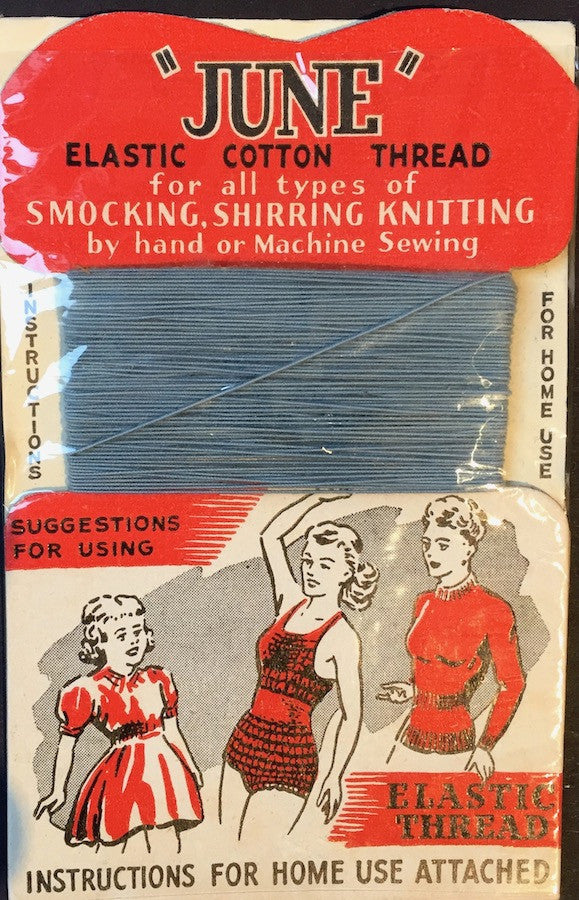 "JUNE"
ELASTIC COTTON THREAD
for all types of
SMOCKING, SHIRRING KNITTING
by hand or Machine Sewing
INSTRUCTIONS
FOR HOME USE
SUGGESTIONS
FOR USING
ELASTIC
THREAD
INSTRUCTIONS FOR HOME USE ATTACHED